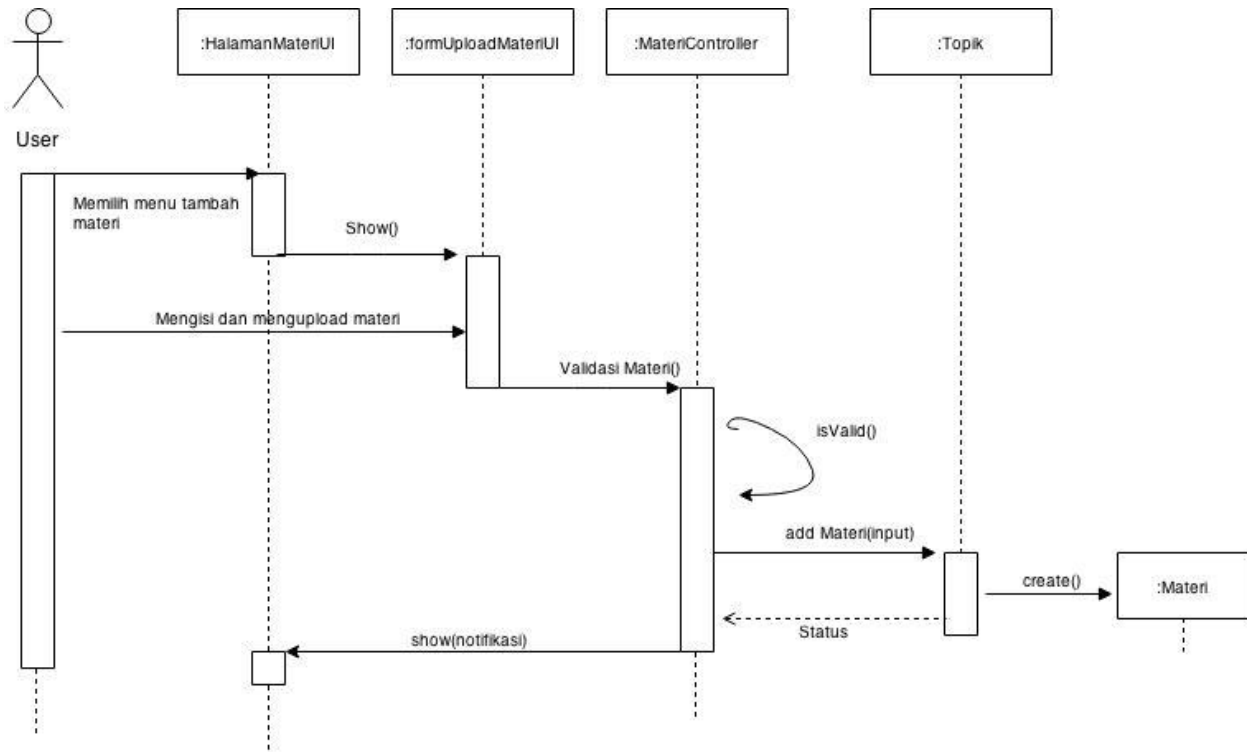 :HalamanMateriUI
:formUploadMateriUI
:MateriController
:Topik
User
Memilih menu tambah
materi
Show()
Mengisi dan mengupload materi
Validasi Materi()
isValid()
add Materi(input)
create()
:Materi
Status
show(notifikasi)